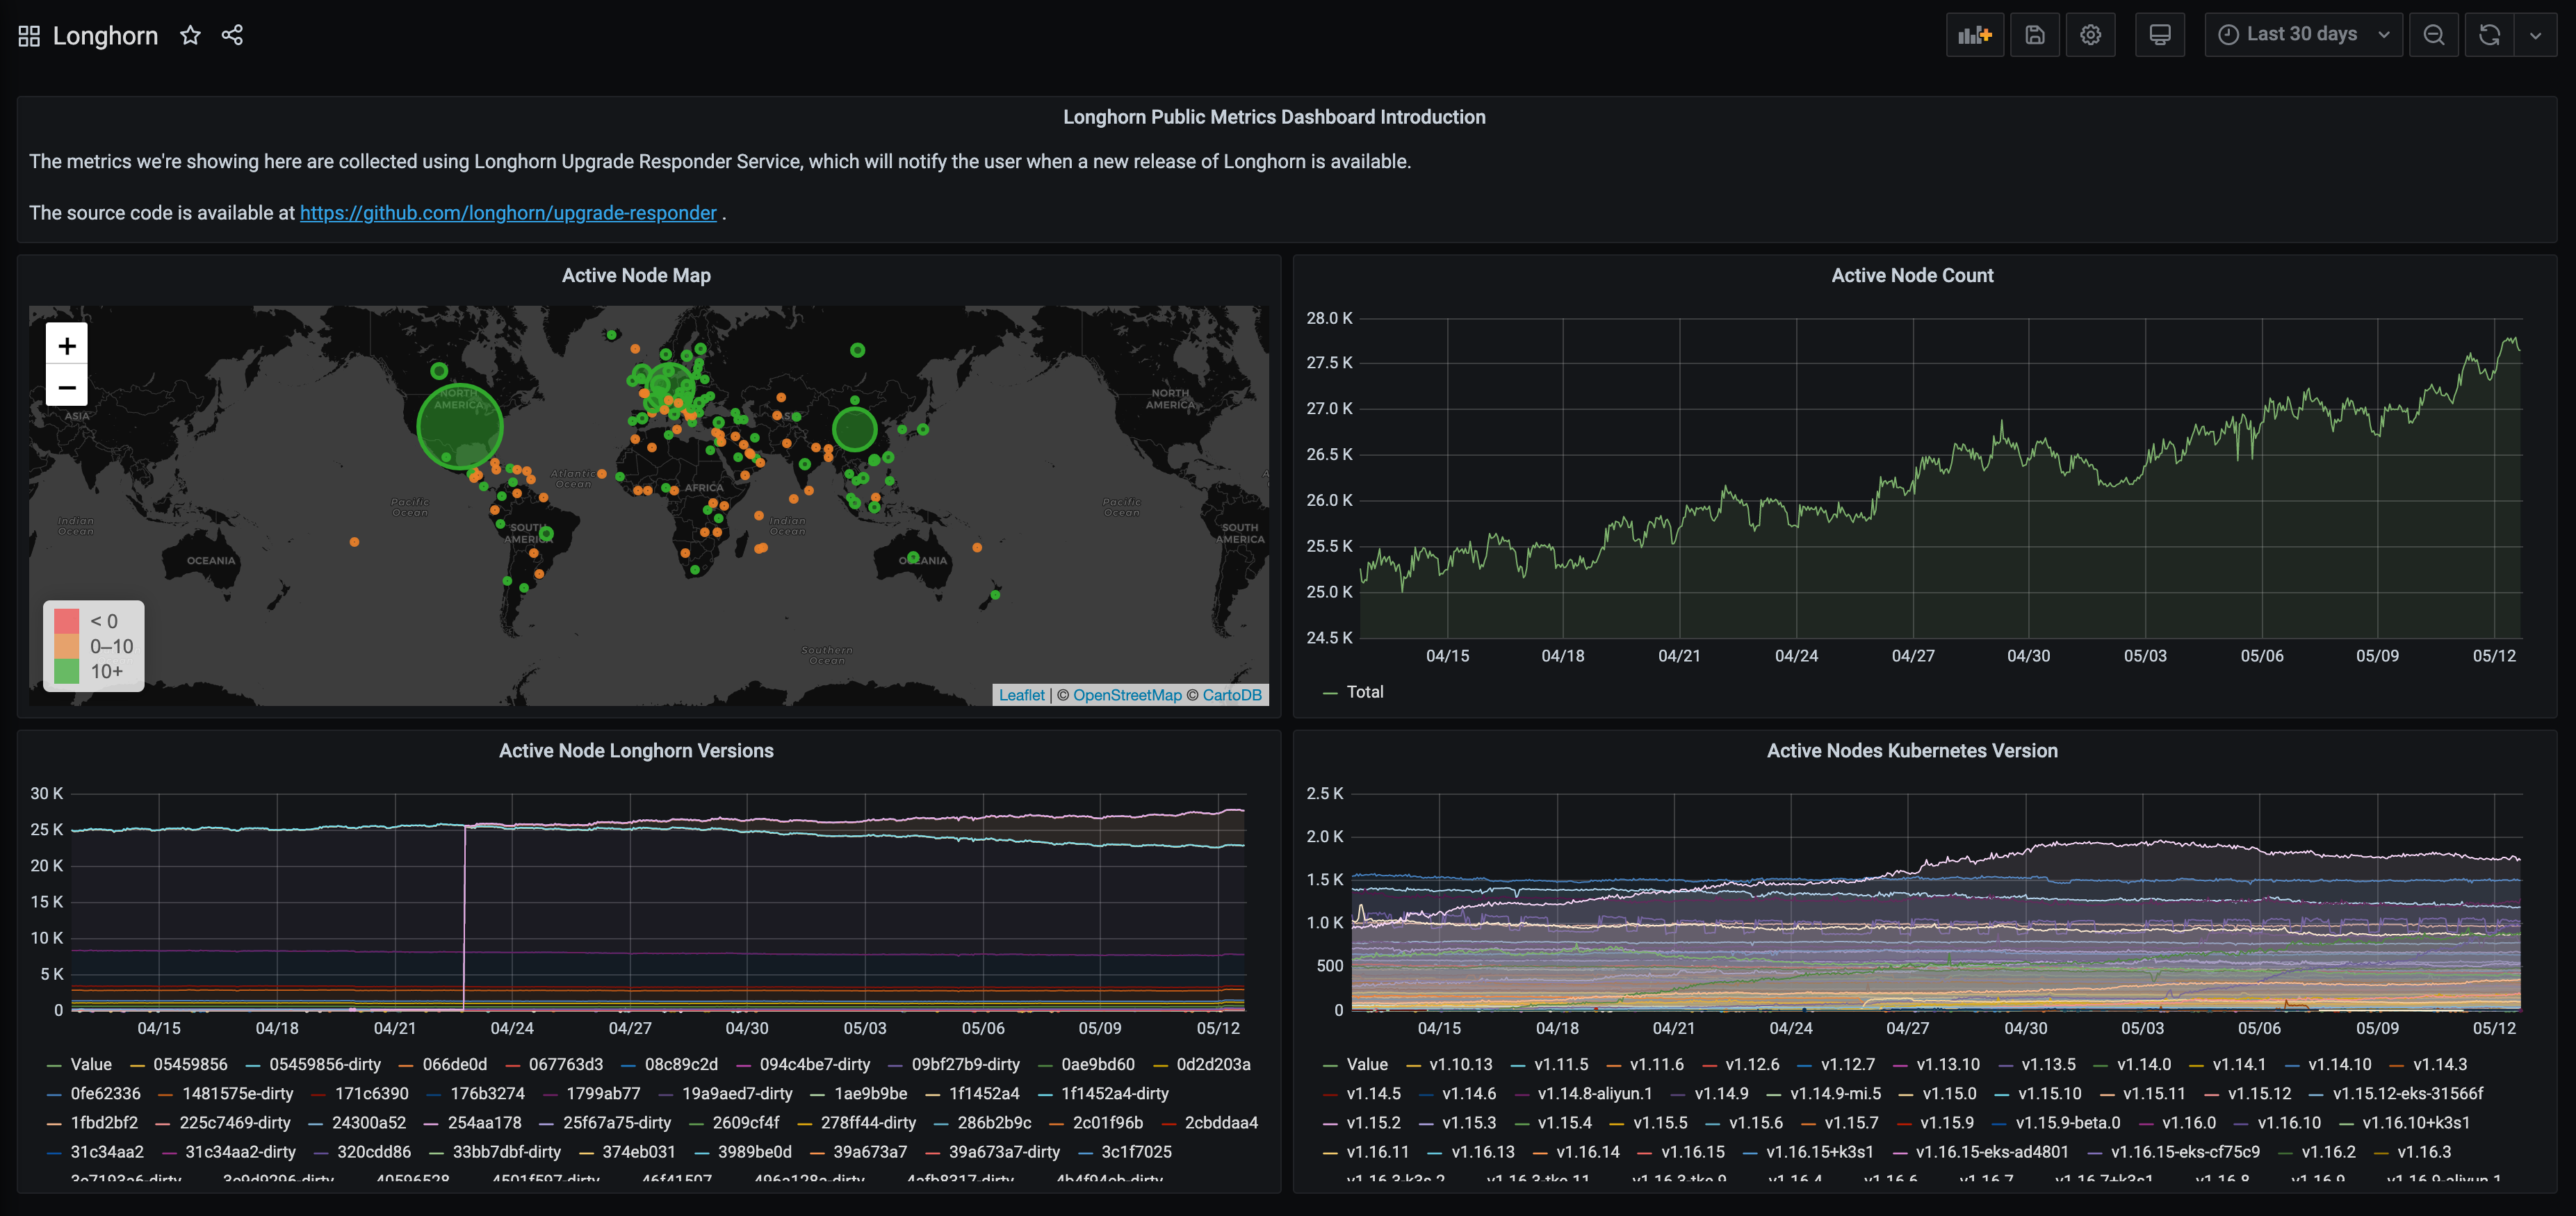 Longhorn
Last 30 days
Longhorn Public Metrics Dashboard Introduction
The metrics we're showing here are collected using Longhorn Upgrade Responder Service, which will notify the user when a new release of Longhorn is available.
The source code is available at https://github.com/longhorn/upgrade-responder .
Active Node Map
+
−
NORTH
AMERICA
NORTH
AMERICA
ASIA
Atlantic
Ocean
AFRICA
Pacific
Ocean
Pacific
Ocean
Indian
Ocean
Indian
Ocean
SOUTH
AMERICA
SOUTH
AMERICA
OCEANIA
OCEANIA
Southern
Ocean
< 0
0–10
10+
Leaflet | © OpenStreetMap © CartoDB
Active Node Count
28.0 K
27.5 K
27.0 K
26.5 K
26.0 K
25.5 K
25.0 K
24.5 K
04/15 04/18 04/21 04/24 04/27 04/30 05/03 05/06 05/09 05/12
Total
Active Node Longhorn Versions
30 K
25 K
20 K
15 K
10 K
5 K
0
04/15 04/18 04/21 04/24 04/27 04/30 05/03 05/06 05/09 05/12
Value 05459856 05459856-dirty 066de0d 067763d3 08c89c2d 094c4be7-dirty 09bf27b9-dirty 0ae9bd60 0d2d203a
0fe62336 1481575e-dirty 171c6390 176b3274 1799ab77 19a9aed7-dirty 1ae9b9be 1f1452a4 1f1452a4-dirty
1fbd2bf2 225c7469-dirty 24300a52 254aa178 25f67a75-dirty 2609cf4f 278ff44-dirty 286b2b9c 2c01f96b 2cbddaa4
31c34aa2 31c34aa2-dirty 320cdd86 33bb7dbf-dirty 374eb031 3989be0d 39a673a7 39a673a7-dirty 3c1f7025
Active Nodes Kubernetes Version
2.5 K
2.0 K
1.5 K
1.0 K
500
0
04/15 04/18 04/21 04/24 04/27 04/30 05/03 05/06 05/09 05/12
Value v1.10.13 v1.11.5 v1.11.6 v1.12.6 v1.12.7 v1.13.10 v1.13.5 v1.14.0 v1.14.1 v1.14.10 v1.14.3
v1.14.5 v1.14.6 v1.14.8-aliyun.1 v1.14.9 v1.14.9-mi.5 v1.15.0 v1.15.10 v1.15.11 v1.15.12 v1.15.12-eks-31566f
v1.15.2 v1.15.3 v1.15.4 v1.15.5 v1.15.6 v1.15.7 v1.15.9 v1.15.9-beta.0 v1.16.0 v1.16.10 v1.16.10+k3s1
v1.16.11 v1.16.13 v1.16.14 v1.16.15 v1.16.15+k3s1 v1.16.15-eks-ad4801 v1.16.15-eks-cf75c9 v1.16.2 v1.16.3